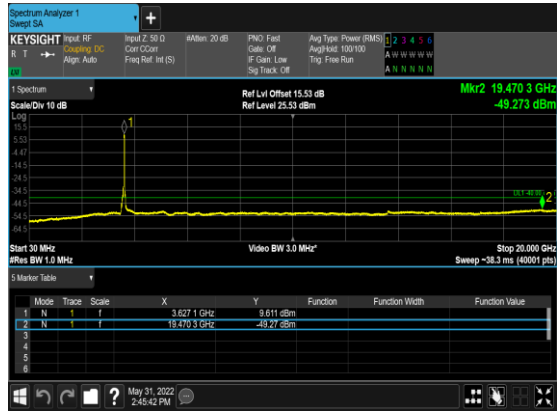 Spectrum Analyzer 1
Swept SA
+
KEYSIGHT Input: RF Input Z: 50 Ω #Atten: 20 dB PNO: Fast Avg Type: Power (RMS) 1 2 3 4 5 6
R T Coupling: DC Corr CCorr Gate: Off Avg|Hold: 100/100 A W W W W W
Align: Auto Freq Ref: Int (S) IF Gain: Low Trig: Free Run
Sig Track: Off A N N N N N
1 Spectrum Ref Lvl Offset 15.53 dB Mkr2 19.470 3 GHz
Scale/Div 10 dB Ref Level 25.53 dBm -49.273 dBm
Log
15.5
5.53
-4.47
-14.5
-24.5
-34.5
-44.5
-54.5
-64.5
1
2
Start 30 MHz Video BW 3.0 MHz* Stop 20.000 GHz
#Res BW 1.0 MHz Sweep ~38.3 ms (40001 pts)
5 Marker Table
Mode Trace Scale X Y Function Function Width Function Value
1 N 1 f 3.627 1 GHz 9.611 dBm
2 N 1 f 19.470 3 GHz -49.27 dBm
3
4
5
6
? May 31, 2022
2:45:42 PM